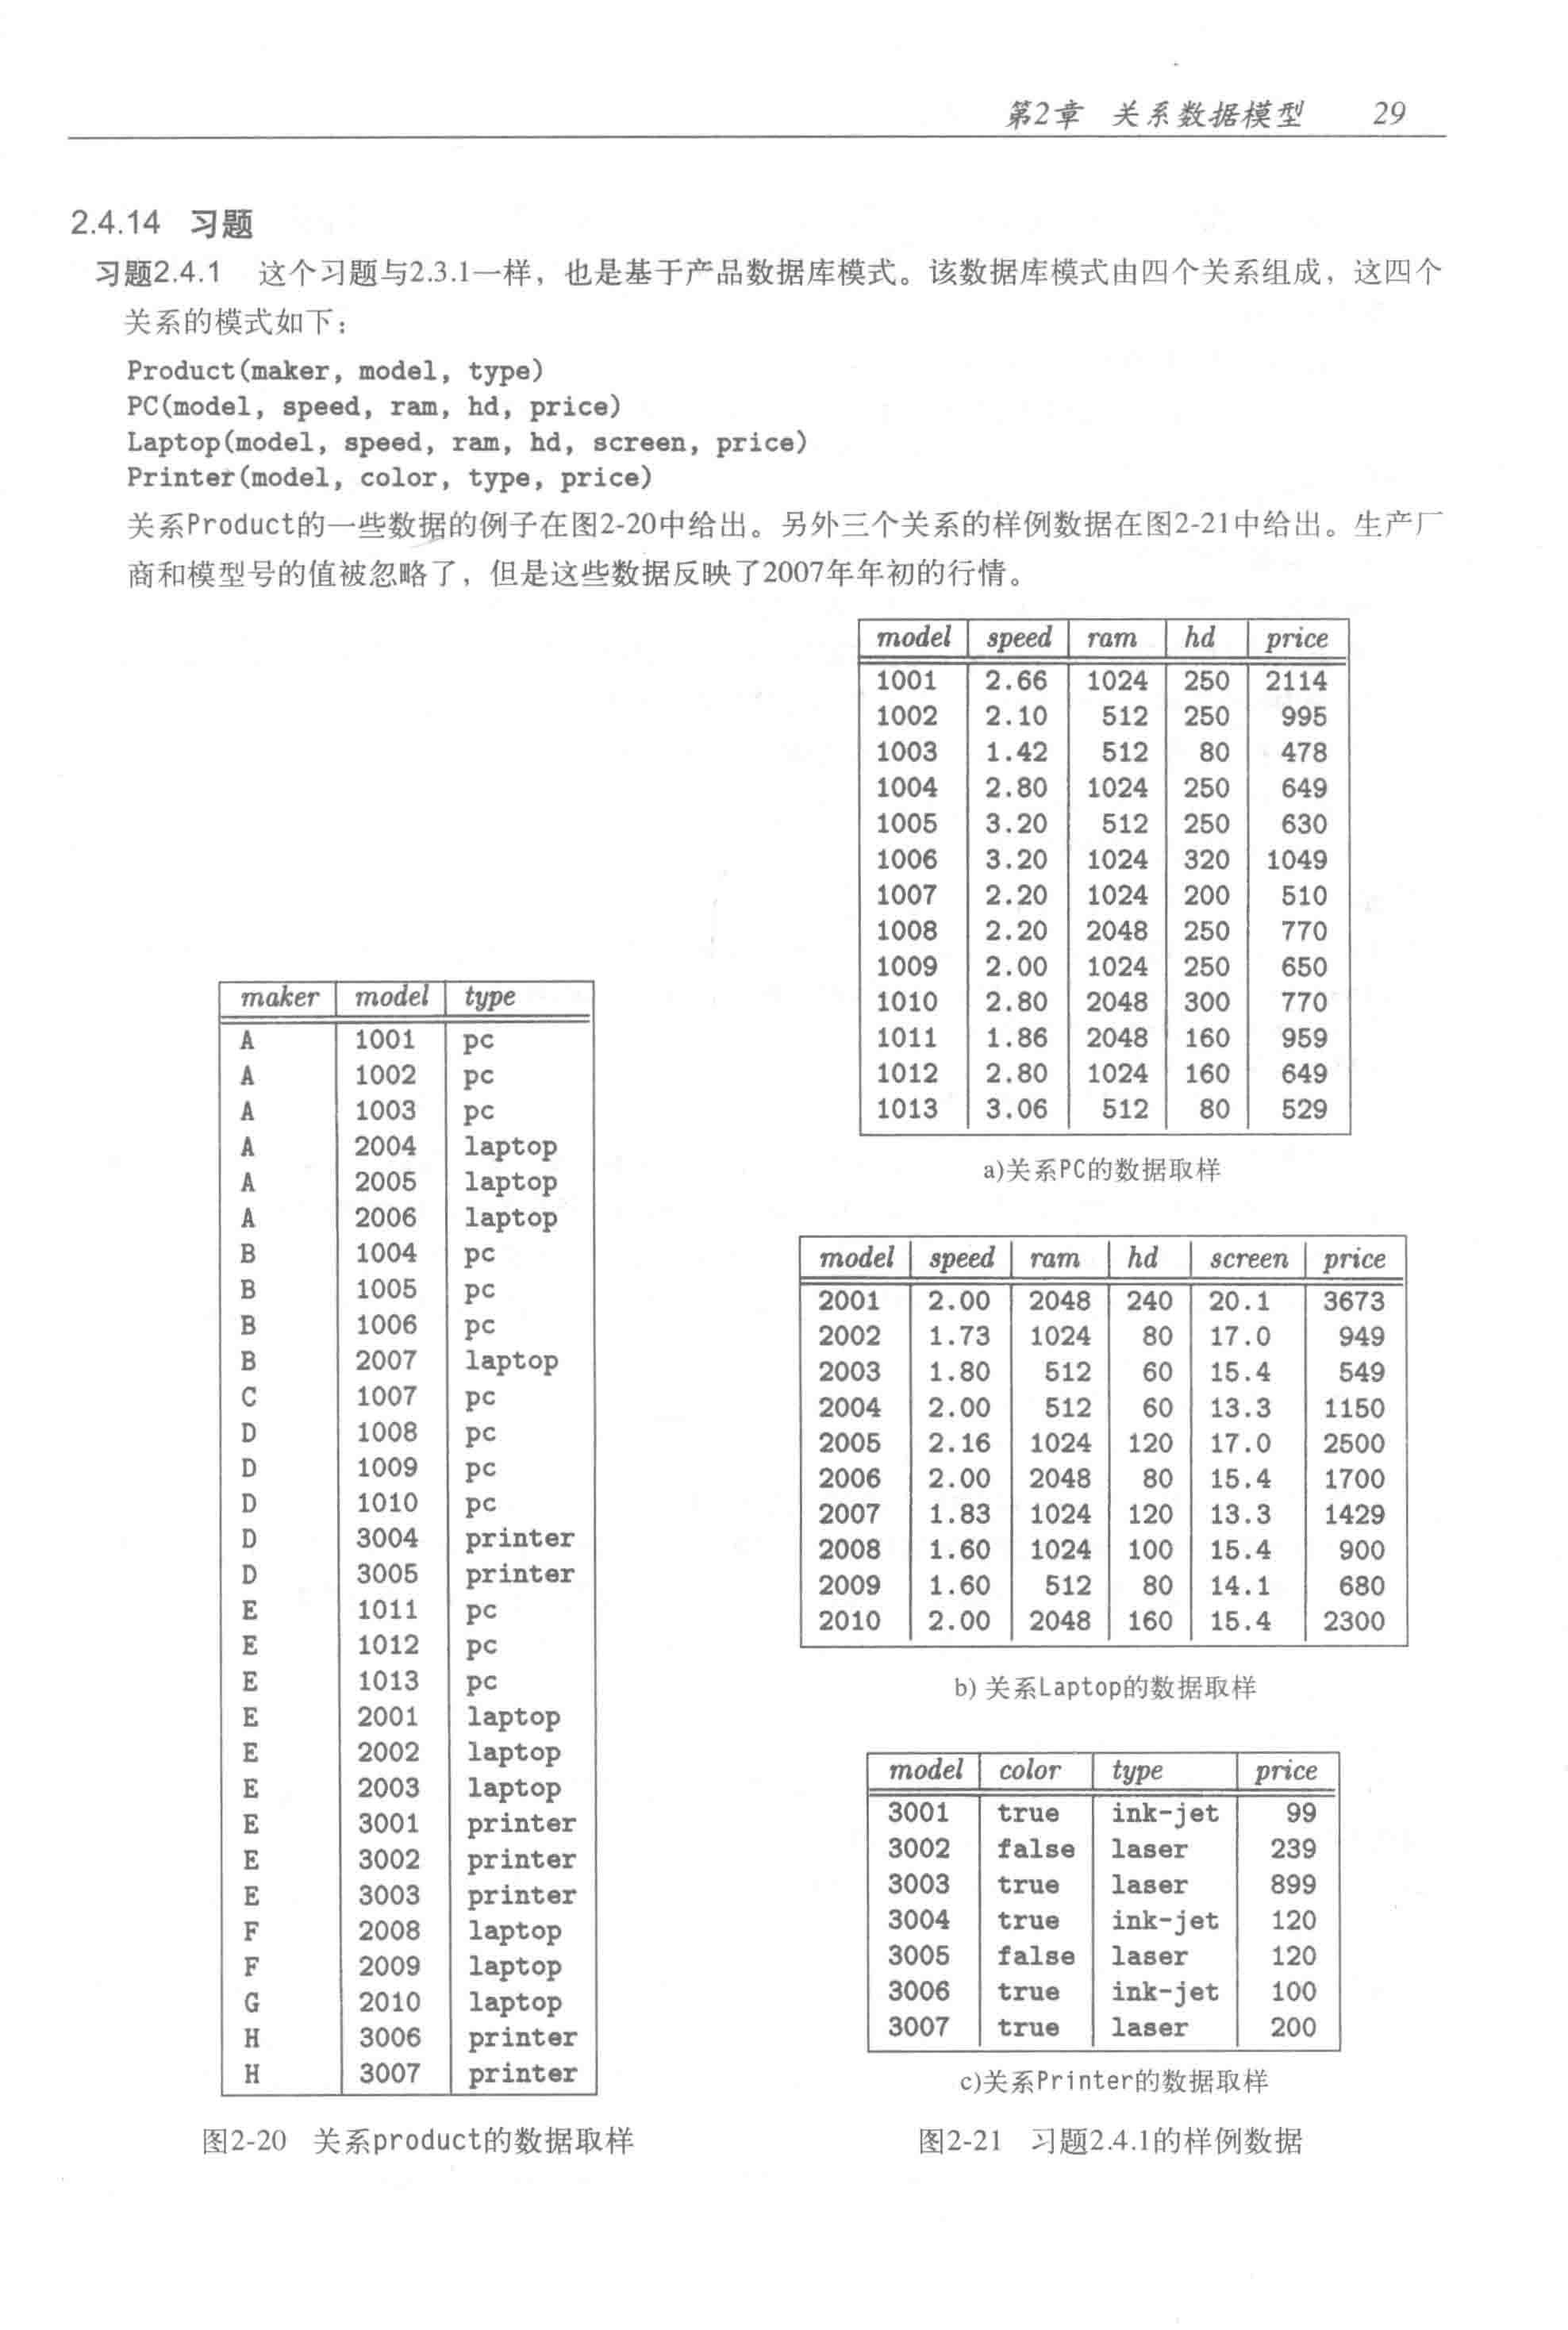 第2章 关系数据模型 29
2.4.14 习题
习题2.4.1 这个习题与2.3.1一样，也是基于产品数据库模式。该数据库模式由四个关系组成，这四个
关系的模式如下：
Product(maker, model, type)
PC(model, speed, ram, hd, price)
Laptop(model, speed, ram, hd, screen, price)
Printer(model, color, type, price)
关系Product的一些数据的例子在图2-20中给出。另外三个关系的样例数据在图2-21中给出。生产厂
商和模型号的值被忽略了，但是这些数据反映了2007年年初的行情。
maker model type
A 1001 pc
A 1002 pc
A 1003 pc
A 2004 laptop
A 2005 laptop
A 2006 laptop
B 1004 pc
B 1005 pc
B 1006 pc
B 2007 laptop
C 1007 pc
D 1008 pc
D 1009 pc
D 1010 pc
D 3004 printer
D 3005 printer
E 1011 pc
E 1012 pc
E 1013 pc
E 2001 laptop
E 2002 laptop
E 2003 laptop
E 3001 printer
E 3002 printer
E 3003 printer
F 2008 laptop
F 2009 laptop
G 2010 laptop
H 3006 printer
H 3007 printer
图2-20 关系product的数据取样
model speed ram hd price
1001 2.66 1024 250 2114
1002 2.10 512 250 995
1003 1.42 512 80 478
1004 2.80 1024 250 649
1005 3.20 512 250 630
1006 3.20 1024 320 1049
1007 2.20 1024 200 510
1008 2.20 2048 250 770
1009 2.00 1024 250 650
1010 2.80 2048 300 770
1011 1.86 2048 160 959
1012 2.80 1024 160 649
1013 3.06 512 80 529
a)关系PC的数据取样
model speed ram hd screen price
2001 2.00 2048 240 20.1 3673
2002 1.73 1024 80 17.0 949
2003 1.80 512 60 15.4 549
2004 2.00 512 60 13.3 1150
2005 2.16 1024 120 17.0 2500
2006 2.00 2048 80 15.4 1700
2007 1.83 1024 120 13.3 1429
2008 1.60 1024 100 15.4 900
2009 1.60 512 80 14.1 680
2010 2.00 2048 160 15.4 2300
b) 关系Laptop的数据取样
model color type price
3001 true ink-jet 99
3002 false laser 239
3003 true laser 899
3004 true ink-jet 120
3005 false laser 120
3006 true ink-jet 100
3007 true laser 200
c)关系Printer的数据取样
图2-21 习题2.4.1的样例数据